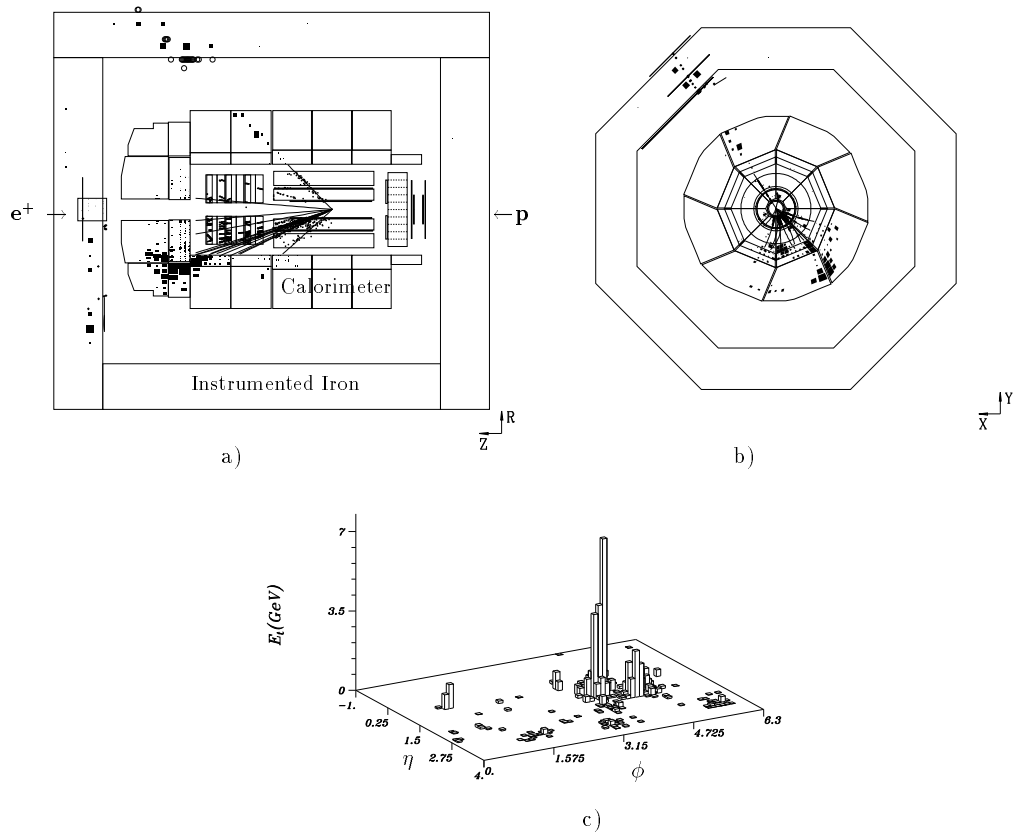 e⁺
p
Calorimeter
Instrumented Iron
R
Z
Y
X
a)
b)
7
3.5
0
E_t(GeV)
-1.
0.25
1.5
2.75
4.
η
0.
1.575
3.15
4.725
6.3
φ
c)